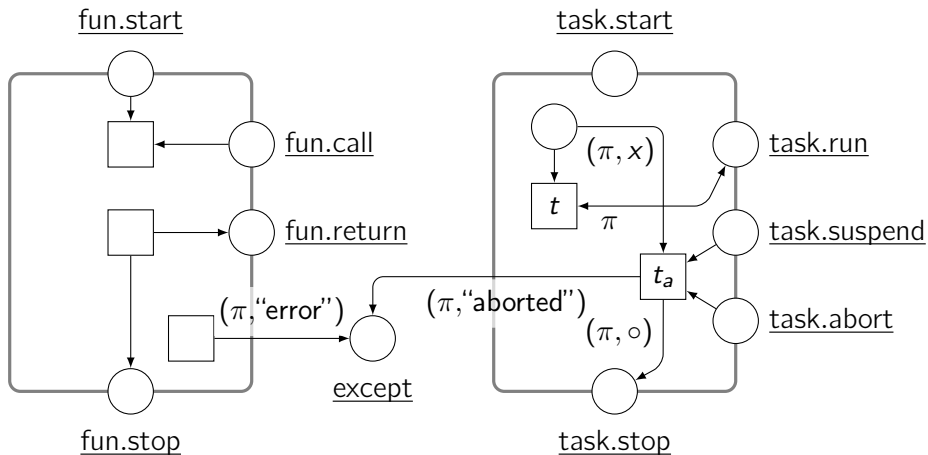 fun.start
task.start
fun.call
(π, x)
task.run
t
π
fun.return
task.suspend
t_a
(π,“error”)
(π,“aborted”)
(π, ○)
task.abort
except
fun.stop
task.stop